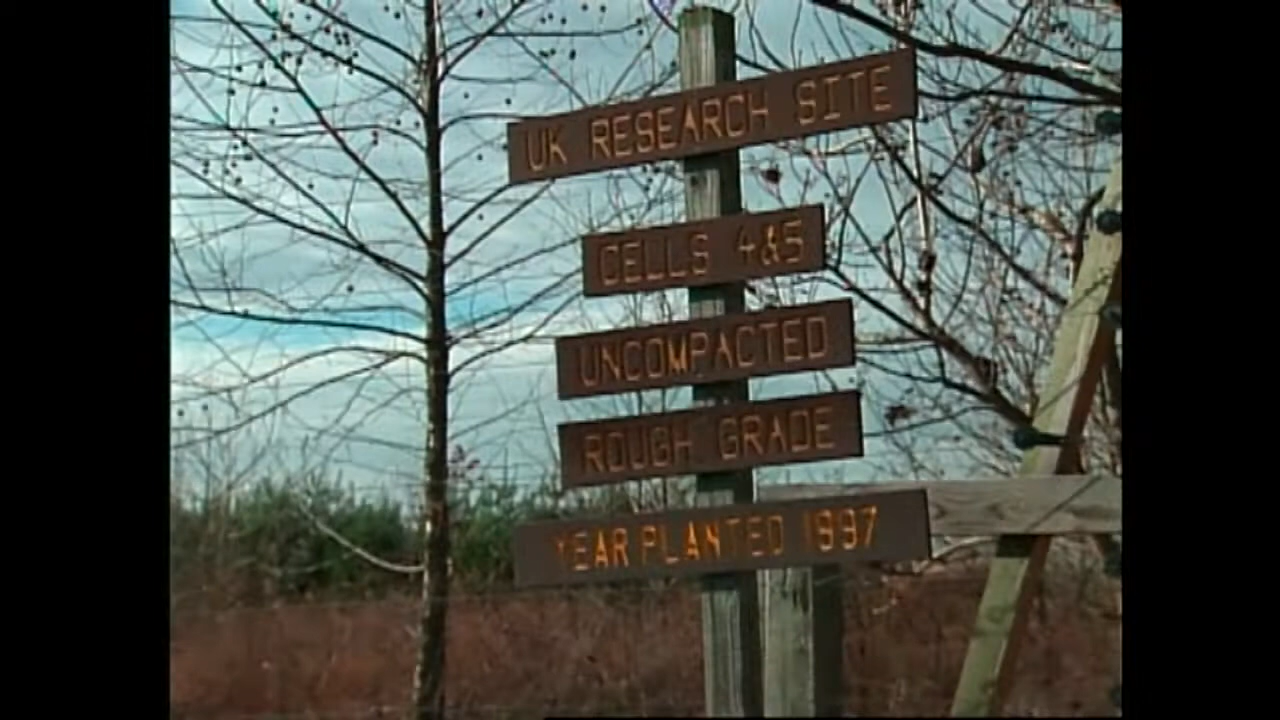 UK RESEARCH SITE
CELLS 4&5
UNCOMPACTED
ROUGH GRADE
YEAR PLANTED 1997